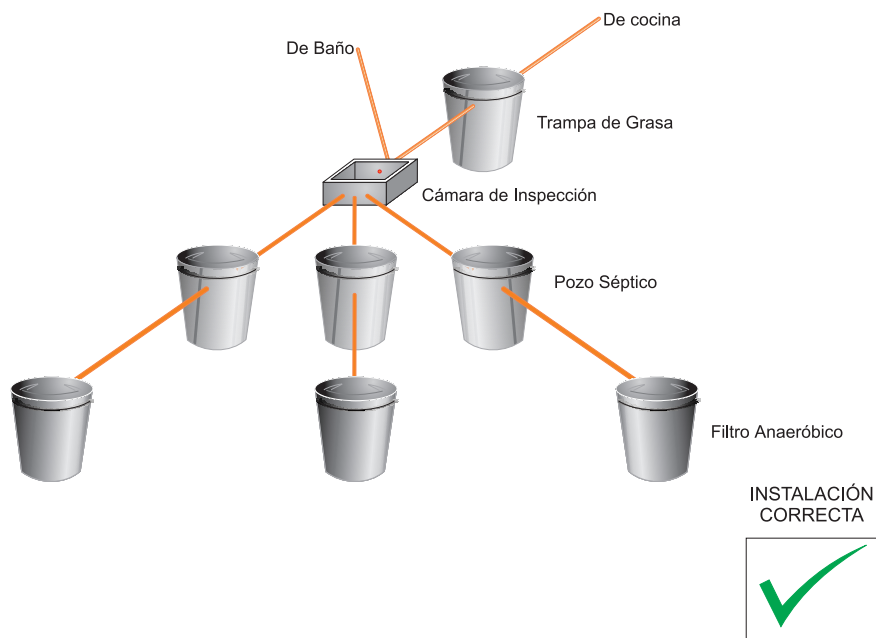 De cocina
De Baño
Trampa de Grasa
Cámara de Inspección
Pozo Séptico
Filtro Anaeróbico
INSTALACIÓN
CORRECTA